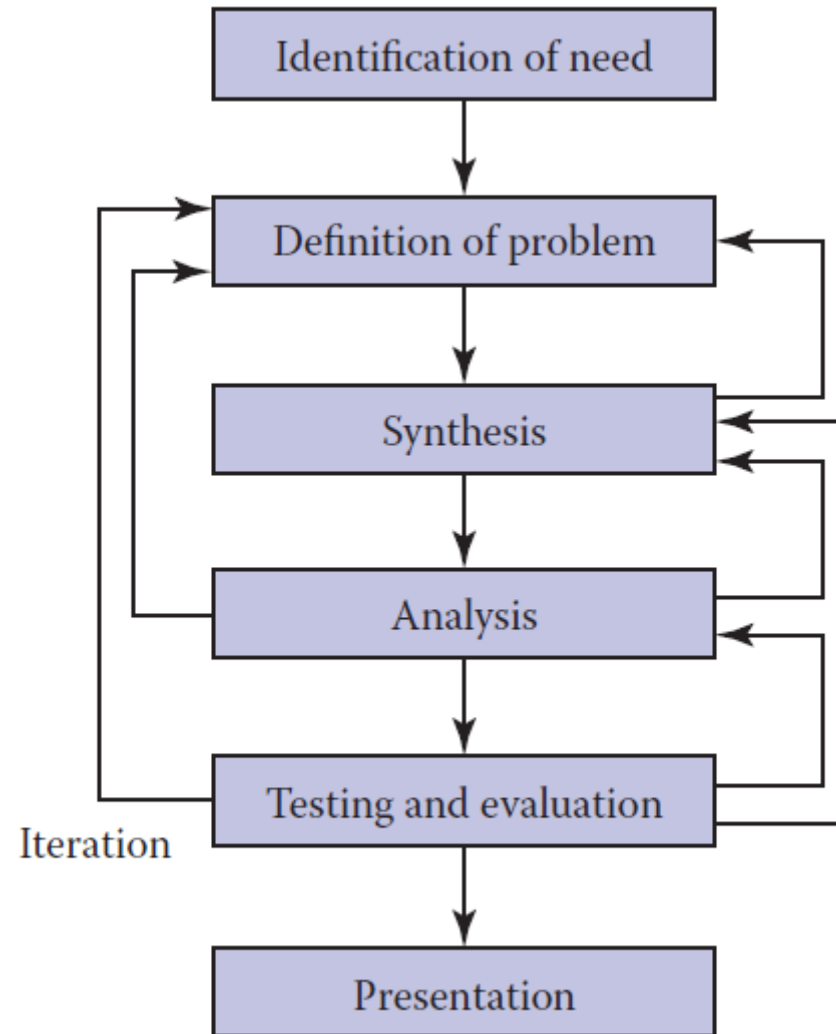 Identification of need
Definition of problem
Synthesis
Analysis
Testing and evaluation
Iteration
Presentation